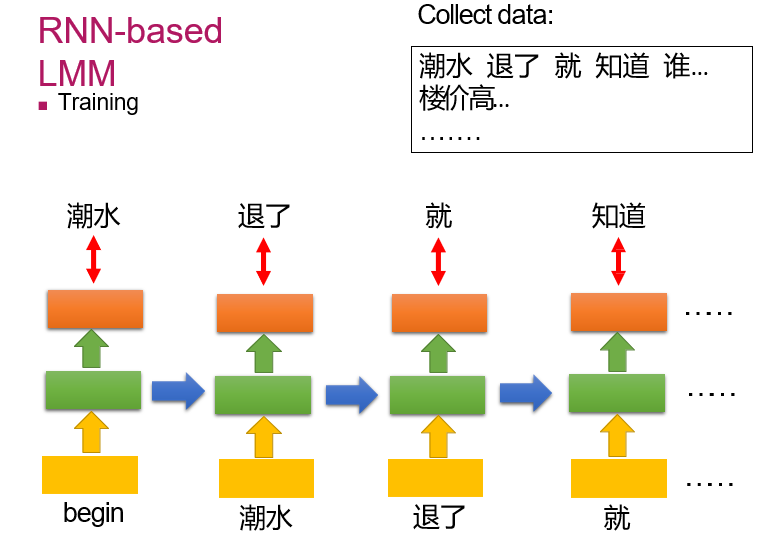 RNN-based
LMM
Training
Collect data:
潮水 退了 就 知道 谁...
楼价高...
.......
潮水 退了 就 知道
.....
.....
.....
begin 潮水 退了 就